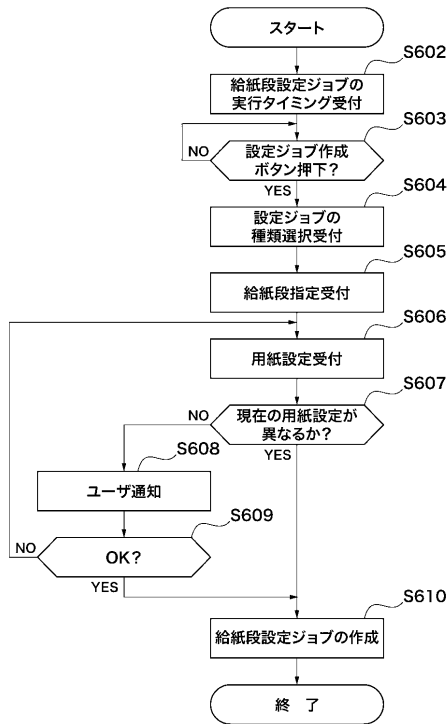 スタート
S602
給紙段設定ジョブの
実行タイミング受付
S603
設定ジョブ作成
ボタン押下？
NO
YES
S604
設定ジョブの
種類選択受付
S605
給紙段指定受付
S606
用紙設定受付
S607
現在の用紙設定が
異なるか？
NO
YES
S608
ユーザ通知
S609
OK？
NO
YES
S610
給紙段設定ジョブの作成
終　了